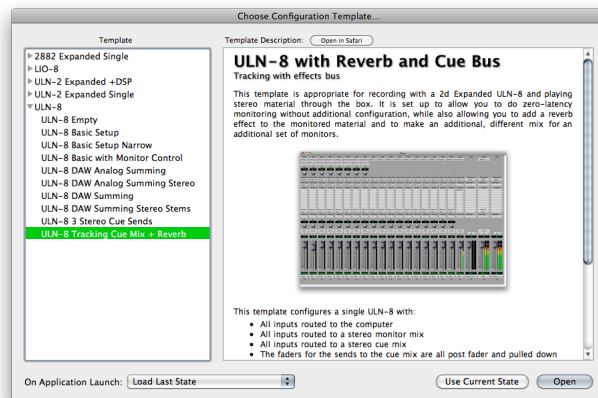 Choose Configuration Template...
Template
2882 Expanded Single
LIO-8
ULN-2 Expanded +DSP
ULN-2 Expanded Single
ULN-8
ULN-8 Empty
ULN-8 Basic Setup
ULN-8 Basic Setup Narrow
ULN-8 Basic with Monitor Control
ULN-8 DAW Analog Summing
ULN-8 DAW Analog Summing Stereo
ULN-8 DAW Summing
ULN-8 DAW Summing Stereo Stems
ULN-8 3 Stereo Cue Sends
ULN-8 Tracking Cue Mix + Reverb
Template Description:
Open in Safari
ULN-8 with Reverb and Cue Bus
Tracking with effects bus
This template is appropriate for recording with a 2d Expanded ULN-8 and playing
stereo material through the box. It is set up to allow you to do zero-latency
monitoring without additional configuration, while also allowing you to add a reverb
effect to the monitored material and to make an additional, different mix for an
additional set of monitors.
This template configures a single ULN-8 with:
• All inputs routed to the computer
• All inputs routed to a stereo monitor mix
• All inputs routed to a stereo cue mix
• The faders for the sends to the cue mix are all post fader and pulled down
On Application Launch:
Load Last State
Use Current State
Open